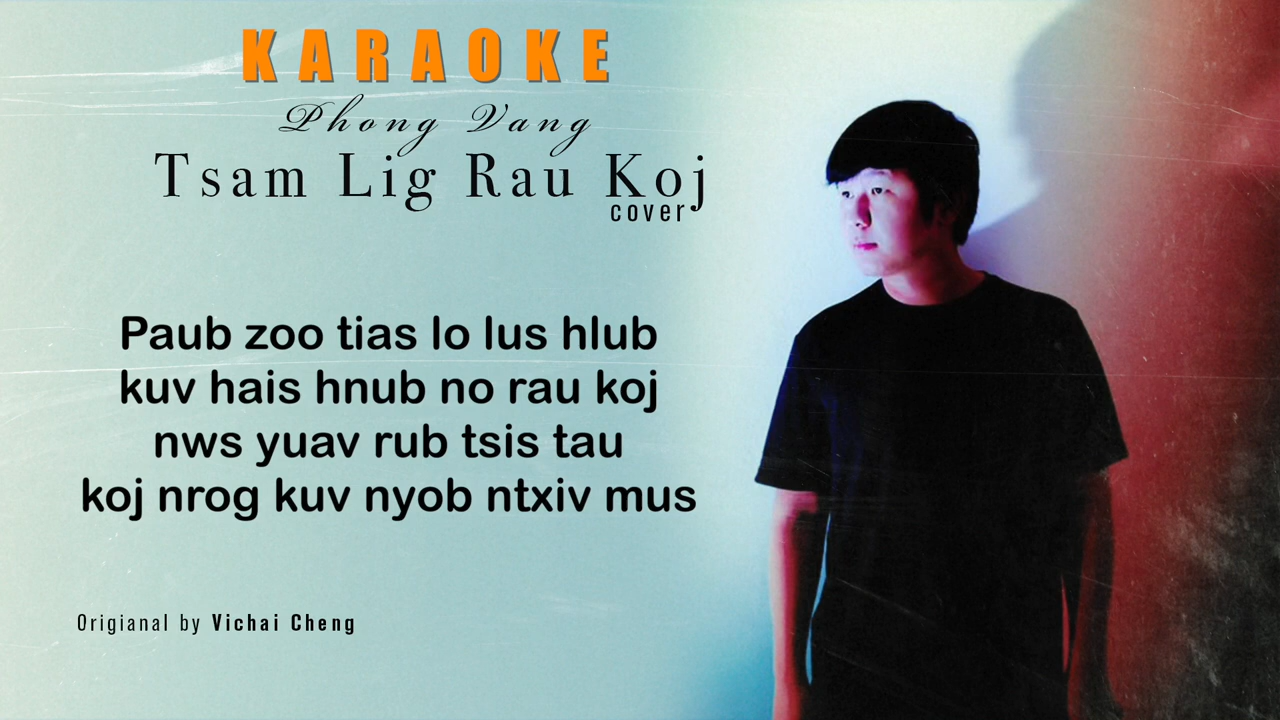 KARAOKE
Phong Vang
Tsam Lig Rau Koj
cover
Paub zoo tias lo lus hlub
kuv hais hnub no rau koj
nws yuav rub tsis tau
koj nrog kuv nyob ntxiv mus
Origianal by Vichai Cheng